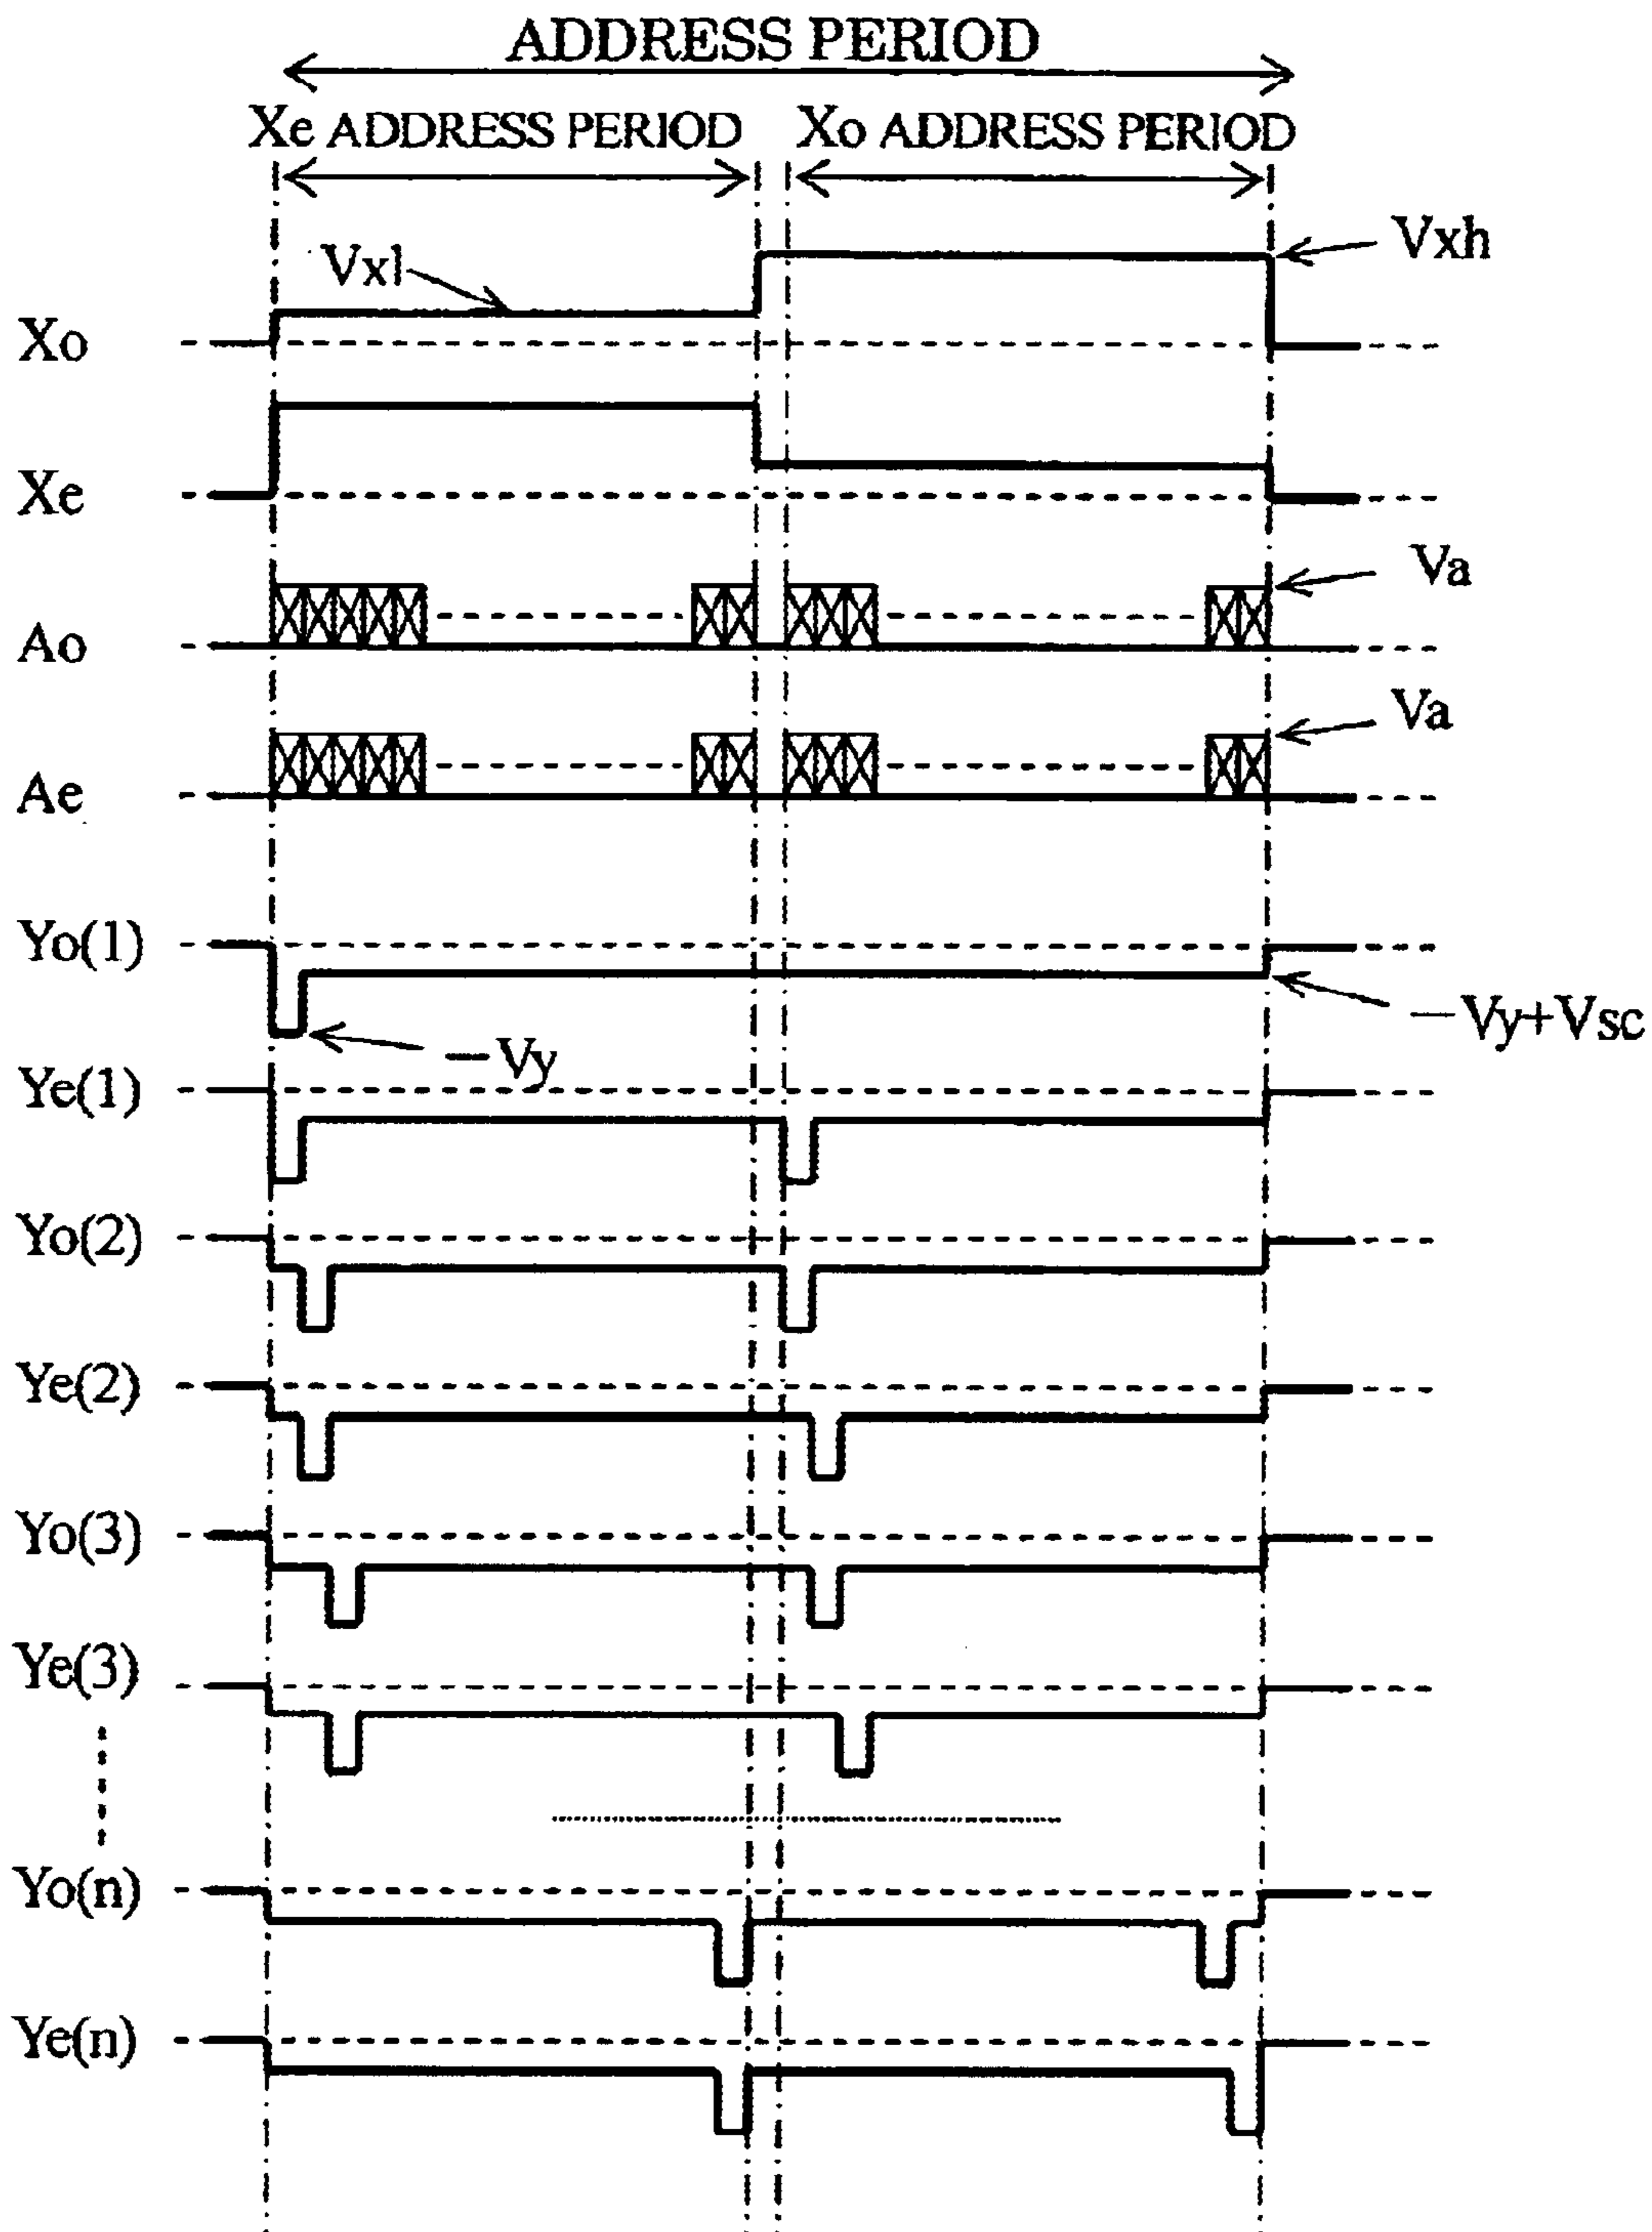 ADDRESS PERIOD
Xe ADDRESS PERIOD
Xo ADDRESS PERIOD
Vxl
Vxh
Xo
Xe
Va
Ao
Va
Ae
Yo(1)
—Vy+Vsc
—Vy
Ye(1)
Yo(2)
Ye(2)
Yo(3)
Ye(3)
Yo(n)
Ye(n)